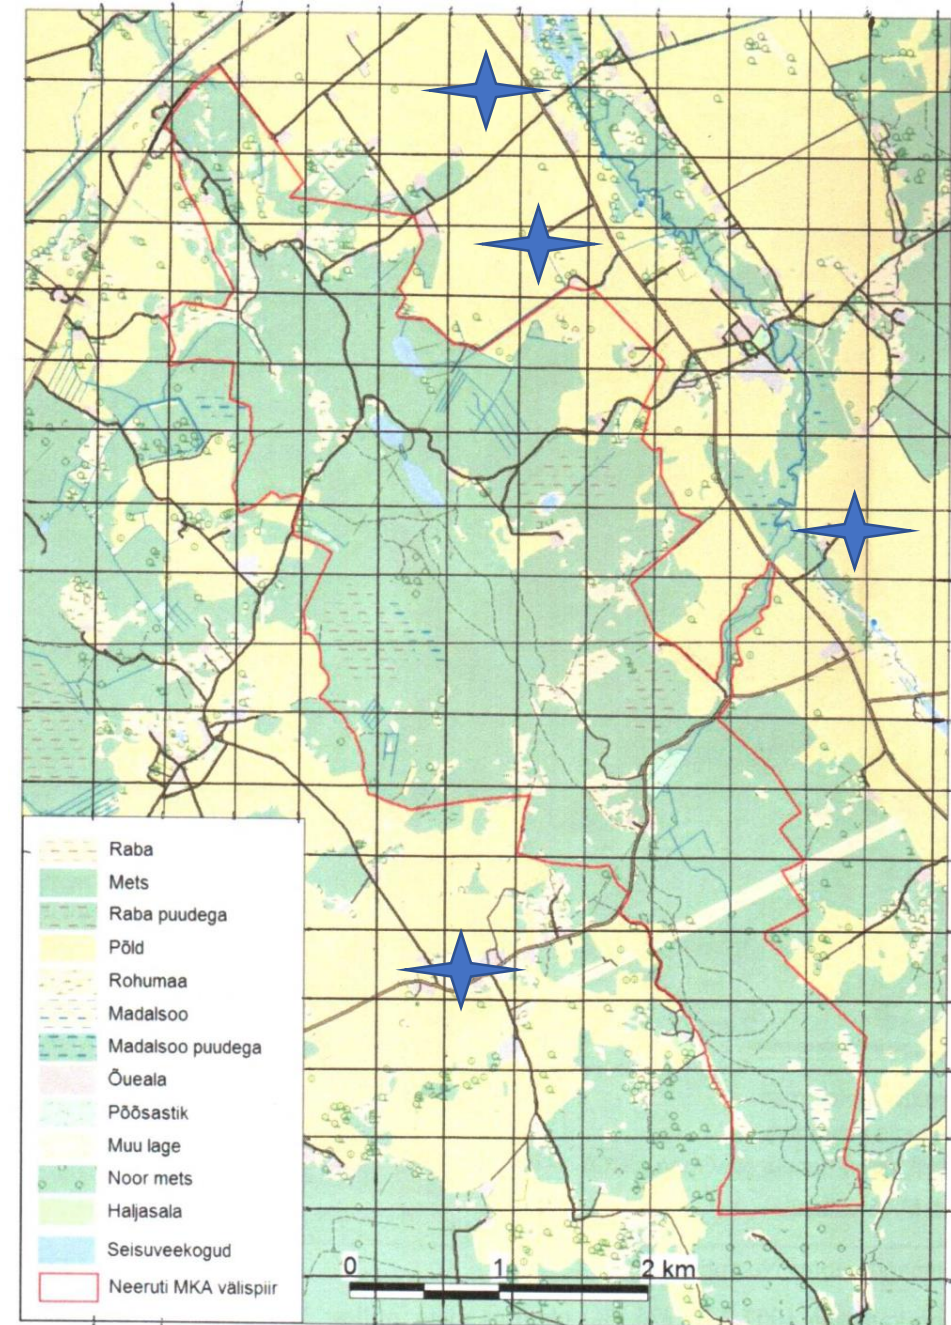 Raba
Mets
Raba puudega
Põld
Rohumaa
Madalsoo
Madalsoo puudega
Õueala
Põõsastik
Muu lage
Noor mets
Haljasala
Seisuveekogud
Neeruti MKA välispiir
0 1 2 km